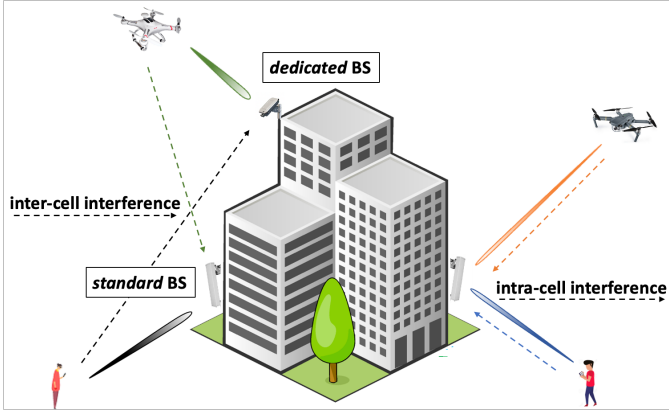 dedicated BS
inter-cell interference
standard BS
intra-cell interference